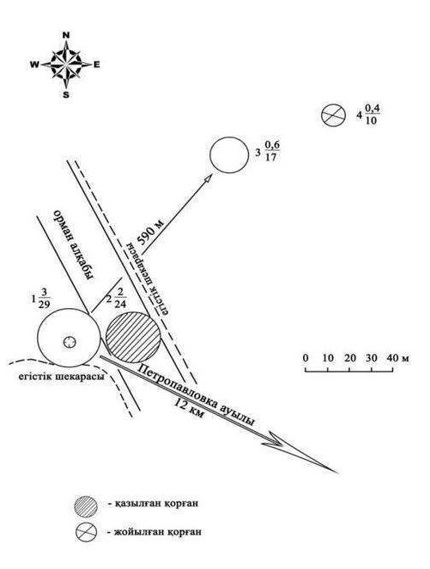 N
W E
S
4 0,4/10
3 0,6/17
590 м
орман алқабы
егістік шекарасы
1 3/29
2 2/24
0 10 20 30 40 м
егістік шекарасы
Петропавловка ауылы
12 км
- қазылған қорған
- жойылған қорған